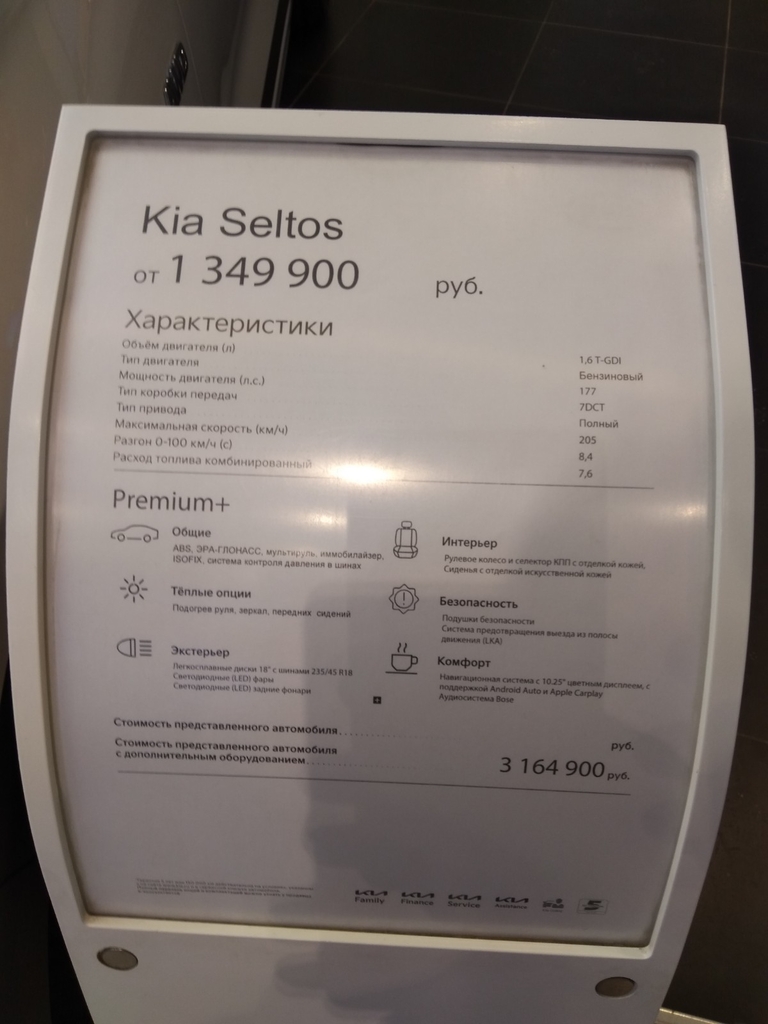 Kia Seltos
от 1 349 900 руб.
Характеристики
Объём двигателя (л) 1,6 T-GDI
Тип двигателя Бензиновый
Мощность двигателя (л.с.) 177
Тип коробки передач 7DCT
Тип привода Полный
Максимальная скорость (км/ч) 205
Разгон 0-100 км/ч (с) 8,4
Расход топлива комбинированный 7,6
Premium+
Общие
ABS, ЭРА-ГЛОНАСС, мультируль, иммобилайзер,
ISOFIX, система контроля давления в шинах
Интерьер
Рулевое колесо и селектор КПП с отделкой кожей,
Сиденья с отделкой искусственной кожей
Тёплые опции
Подогрев руля, зеркал, передних сидений
Безопасность
Подушки безопасности
Система предотвращения выезда из полосы
движения (LKA)
Экстерьер
Легкосплавные диски 18" с шинами 235/45 R18
Светодиодные (LED) фары
Светодиодные (LED) задние фонари
Комфорт
Навигационная система с 10.25" цветным дисплеем, с
поддержкой Android Auto и Apple Carplay
Аудиосистема Bose
Стоимость представленного автомобиля.................. руб.
Стоимость представленного автомобиля
с дополнительным оборудованием.................. 3 164 900 руб.
KIA KIA KIA KIA
Family Finance Service Assistance